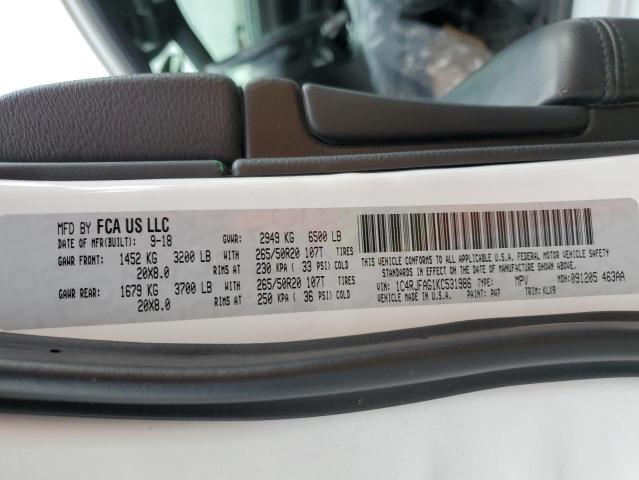 MFD BY FCA US LLC
DATE OF MFR(BUILT): 9-18 GVWR: 2949 KG 6500 LB
GAWR FRONT: 1452 KG 3200 LB WITH 265/50R20 107T TIRES
20X8.0 RIMS AT 230 KPA ( 33 PSI) COLD
GAWR REAR: 1679 KG 3700 LB WITH 265/50R20 107T TIRES
20X8.0 RIMS AT 250 KPA ( 36 PSI) COLD
THIS VEHICLE CONFORMS TO ALL APPLICABLE U.S.A. FEDERAL MOTOR VEHICLE SAFETY
STANDARDS IN EFFECT ON THE DATE OF MANUFACTURE SHOWN ABOVE.
VIN: 1C4RJFAG1KC531986 TYPE: MPV MDH:091205 463AA
VEHICLE MADE IN U.S.A. PAINT: PW7 TRIM: KLX9